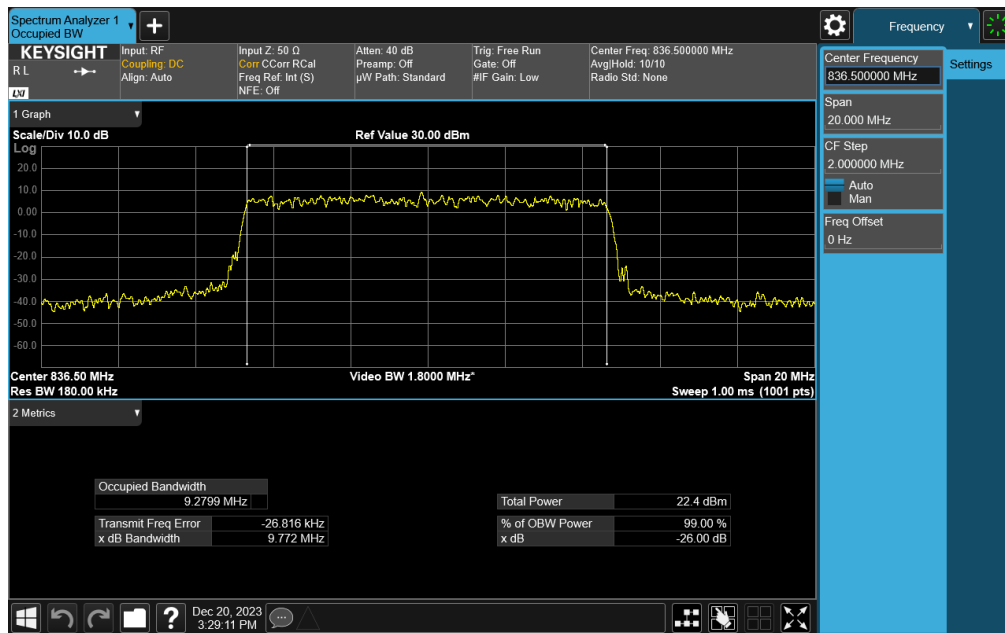 Spectrum Analyzer 1
Occupied BW
Frequency
KEYSIGHT
R L
LXI
Input: RF
Coupling: DC
Align: Auto
Input Z: 50 Ω
Corr CCorr RCal
Freq Ref: Int (S)
NFE: Off
Atten: 40 dB
Preamp: Off
µW Path: Standard
Trig: Free Run
Gate: Off
#IF Gain: Low
Center Freq: 836.500000 MHz
Avg|Hold: 10/10
Radio Std: None
Center Frequency
836.500000 MHz
Settings
Span
20.000 MHz
CF Step
2.000000 MHz
Auto
Man
Freq Offset
0 Hz
1 Graph
Scale/Div 10.0 dB
Ref Value 30.00 dBm
Log
20.0
10.0
0.00
-10.0
-20.0
-30.0
-40.0
-50.0
-60.0
Center 836.50 MHz
Video BW 1.8000 MHz*
Span 20 MHz
Res BW 180.00 kHz
Sweep 1.00 ms (1001 pts)
2 Metrics
Occupied Bandwidth
9.2799 MHz
Total Power 22.4 dBm
Transmit Freq Error -26.816 kHz
% of OBW Power 99.00 %
x dB Bandwidth 9.772 MHz
x dB -26.00 dB
?
Dec 20, 2023
3:29:11 PM